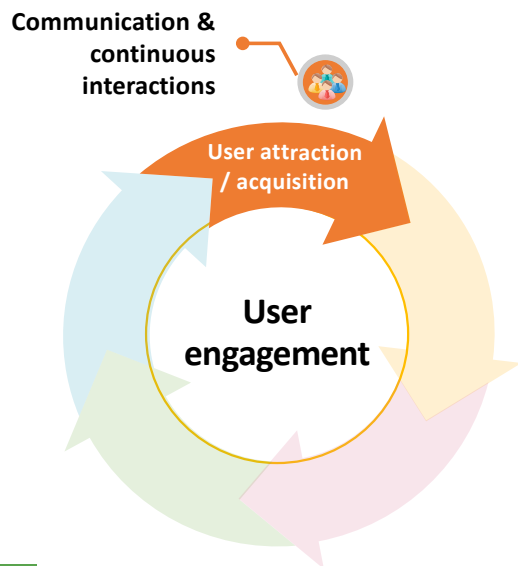 Communication &
continuous
interactions
User attraction
/ acquisition
User
engagement